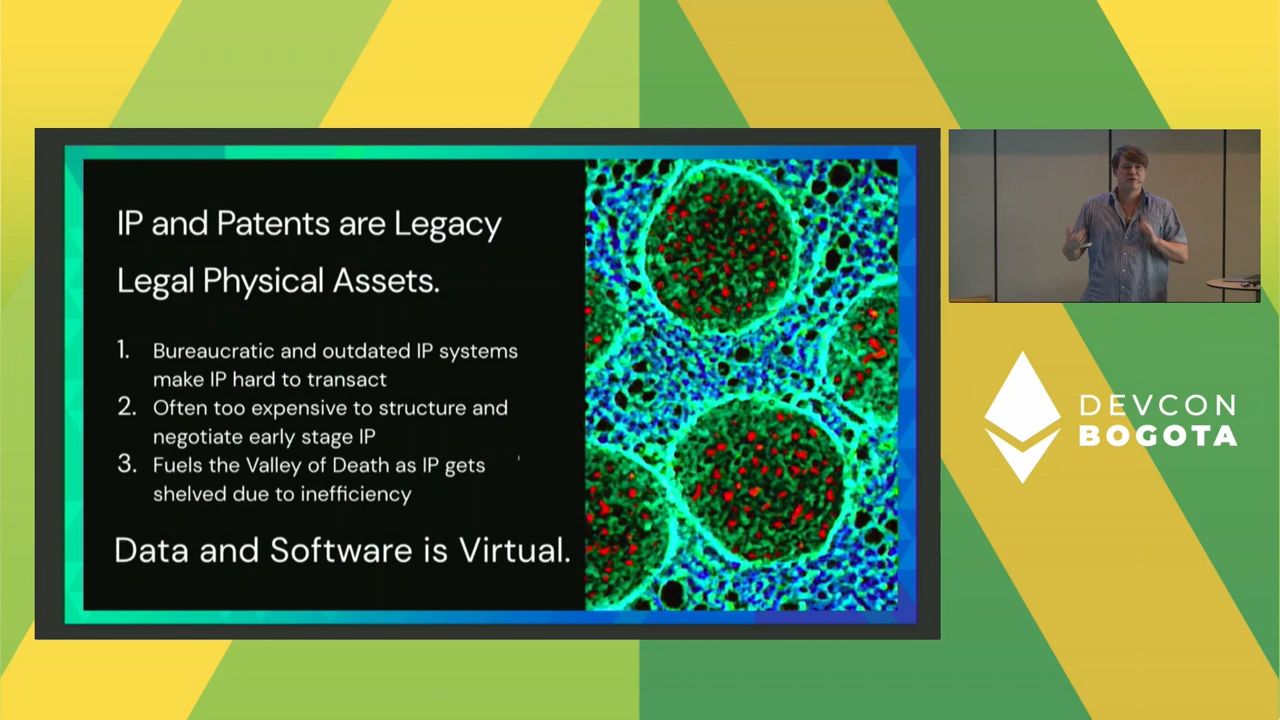 IP and Patents are Legacy
Legal Physical Assets.
1. Bureaucratic and outdated IP systems
make IP hard to transact
2. Often too expensive to structure and
negotiate early stage IP
3. Fuels the Valley of Death as IP gets
shelved due to inefficiency
Data and Software is Virtual.
DEVCON
BOGOTA